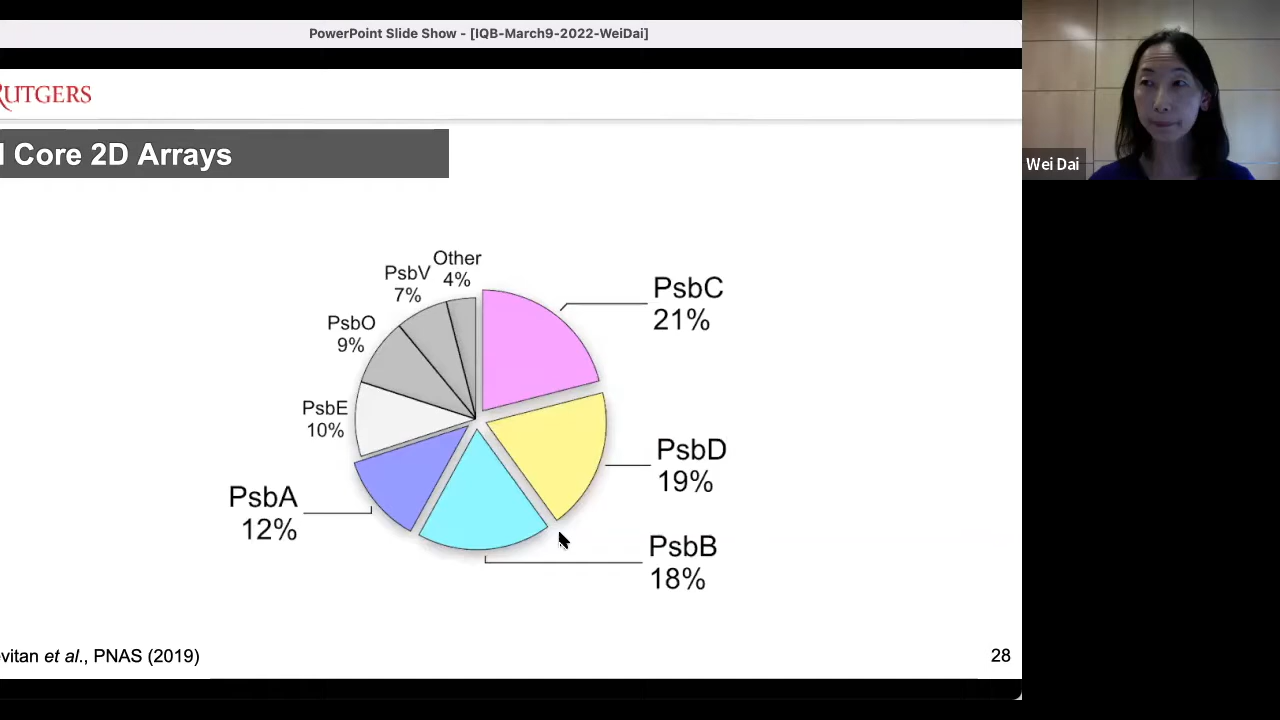 PowerPoint Slide Show - [IQB-March9-2022-WeiDai]
RUTGERS
Core 2D Arrays
Other
4%
PsbV
7%
PsbC
21%
PsbO
9%
PsbE
10%
PsbD
19%
PsbA
12%
PsbB
18%
vitan et al., PNAS (2019)
28
Wei Dai